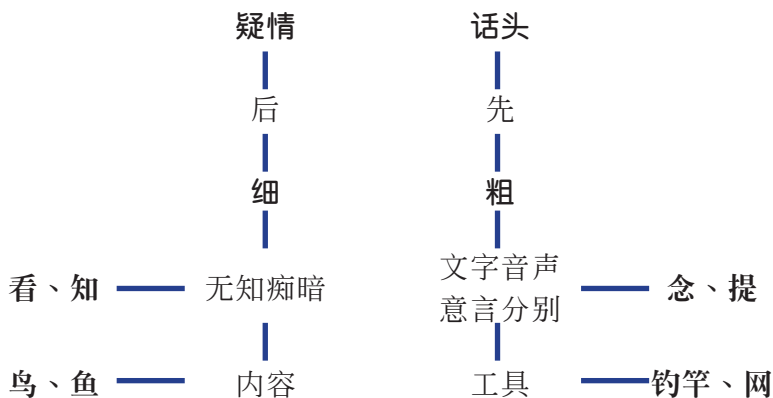 疑情 话头
后 先
细 粗
文字音声
看、知 无知痴暗 念、提
意言分别
鸟、鱼 内容 工具 钓竿、网